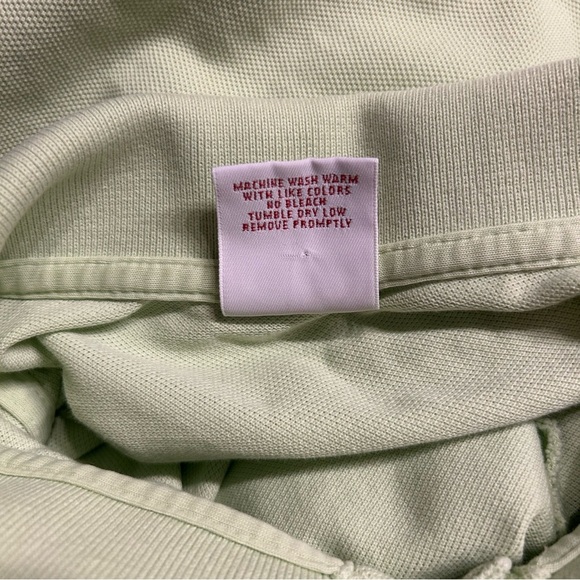 MACHINE WASH WARM
WITH LIKE COLORS
NO BLEACH
TUMBLE DRY LOW
REMOVE PROMPTLY